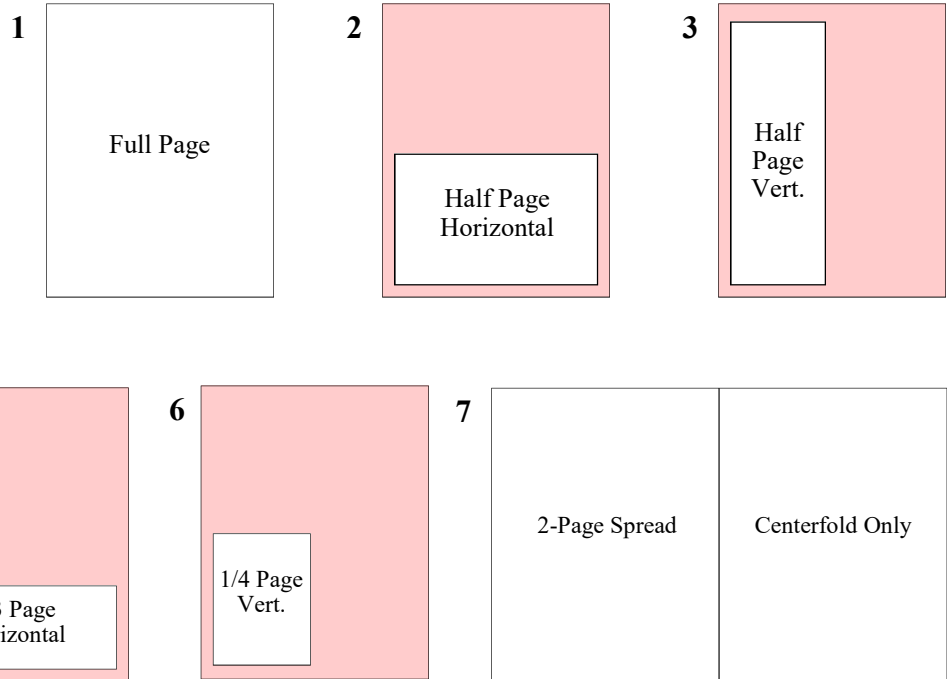 1
Full Page
2
Half Page
Horizontal
3
Half
Page
Vert.
Page
6
1/4 Page
Vert.
7
2-Page Spread
Centerfold Only